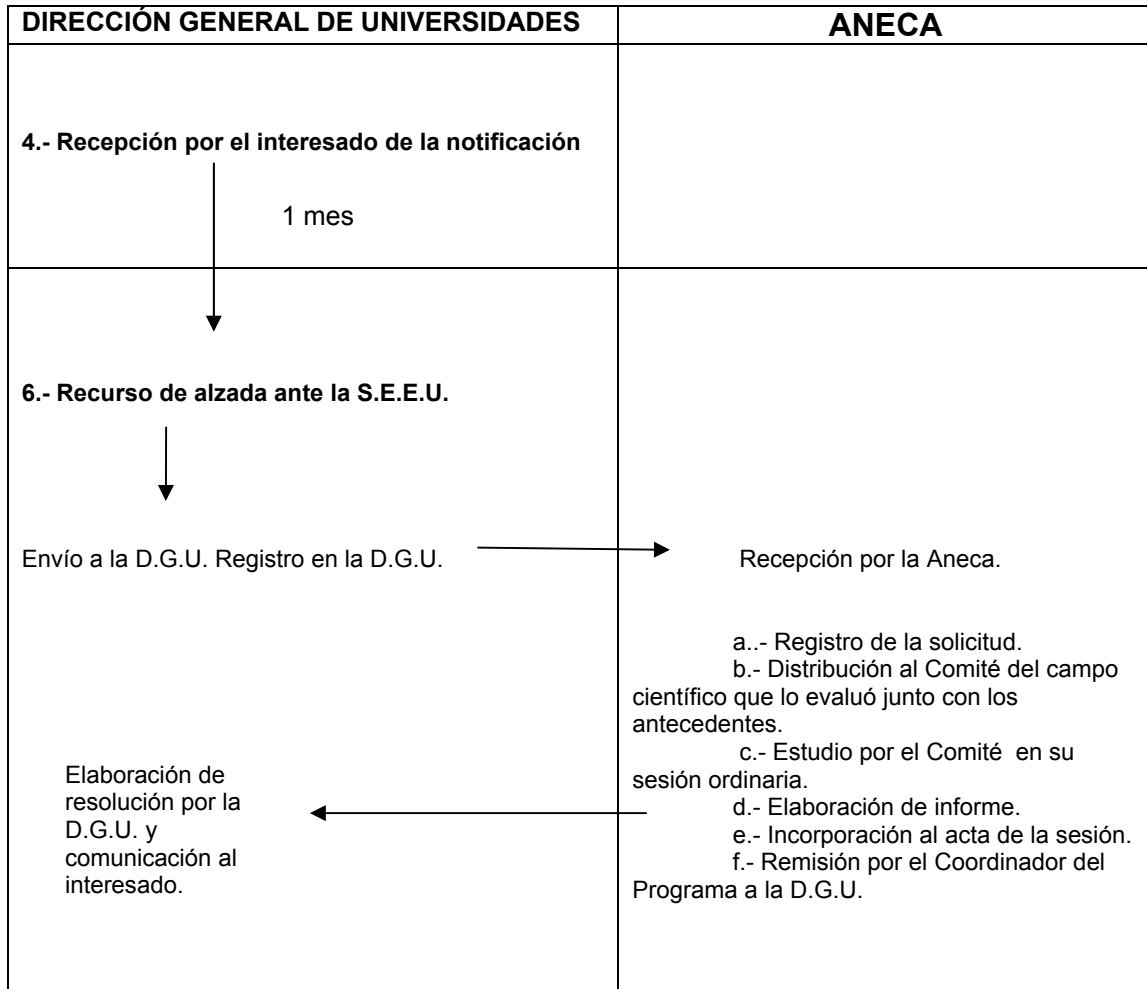 DIRECCIÓN GENERAL DE UNIVERSIDADES
ANECA
4.- Recepción por el interesado de la notificación
1 mes
6.- Recurso de alzada ante la S.E.E.U.
Envío a la D.G.U. Registro en la D.G.U.
Recepción por la Aneca.
a..- Registro de la solicitud.
b.- Distribución al Comité del campo
científico que lo evaluó junto con los
antecedentes.
c.- Estudio por el Comité en su
sesión ordinaria.
d.- Elaboración de informe.
e.- Incorporación al acta de la sesión.
f.- Remisión por el Coordinador del
Programa a la D.G.U.
Elaboración de
resolución por la
D.G.U. y
comunicación al
interesado.